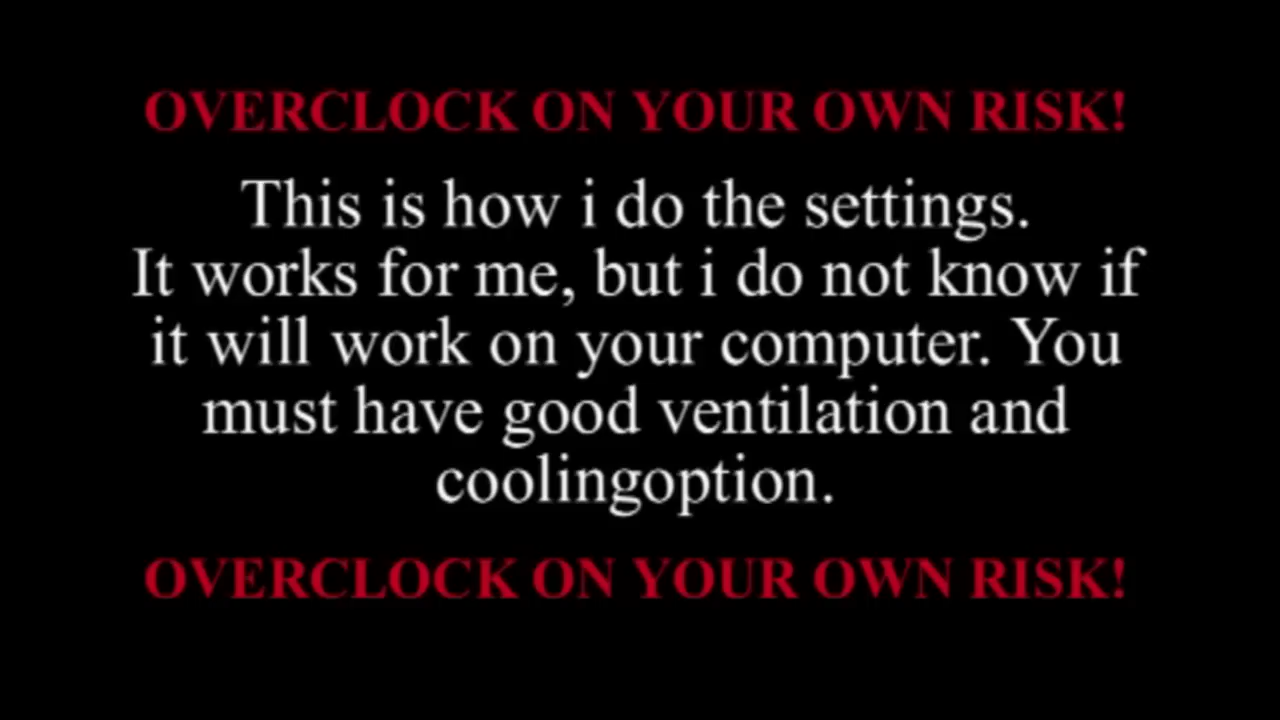 OVERCLOCK ON YOUR OWN RISK!
This is how i do the settings.
It works for me, but i do not know if
it will work on your computer. You
must have good ventilation and
coolingoption.
OVERCLOCK ON YOUR OWN RISK!